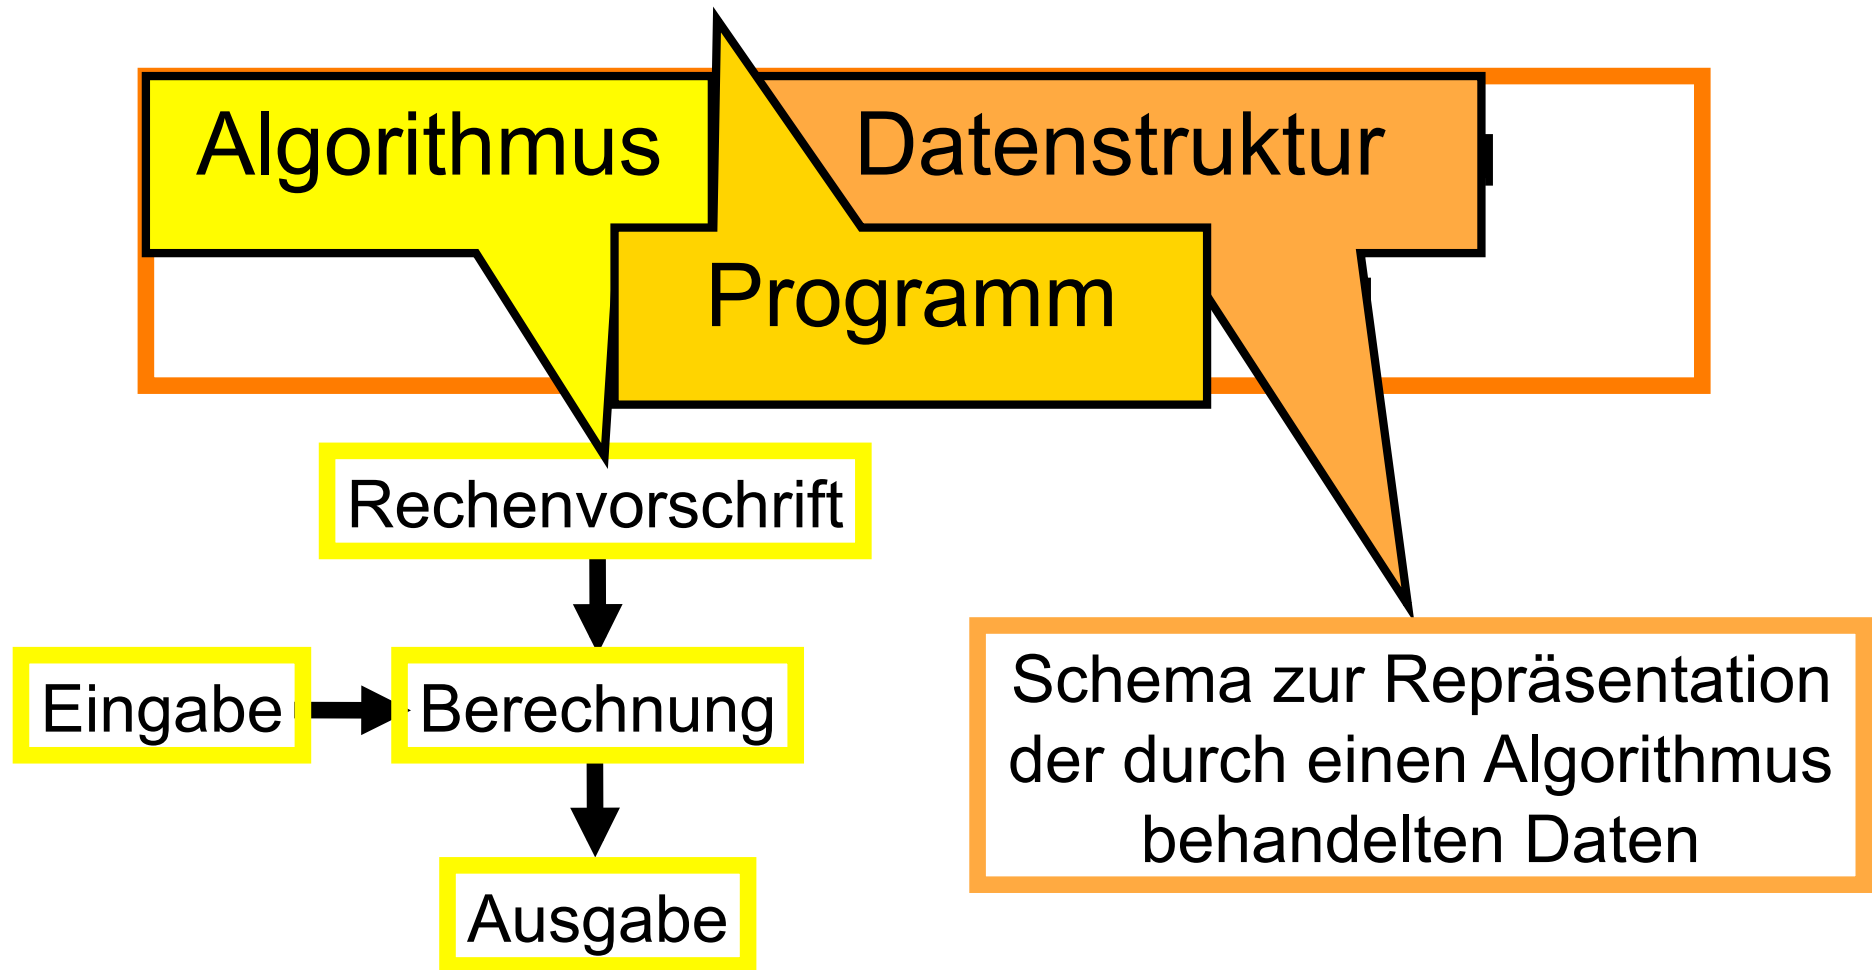 Algorithmus
Datenstruktur
Programm
Rechenvorschrift
Eingabe
Berechnung
Ausgabe
Schema zur Repräsentation
der durch einen Algorithmus
behandelten Daten